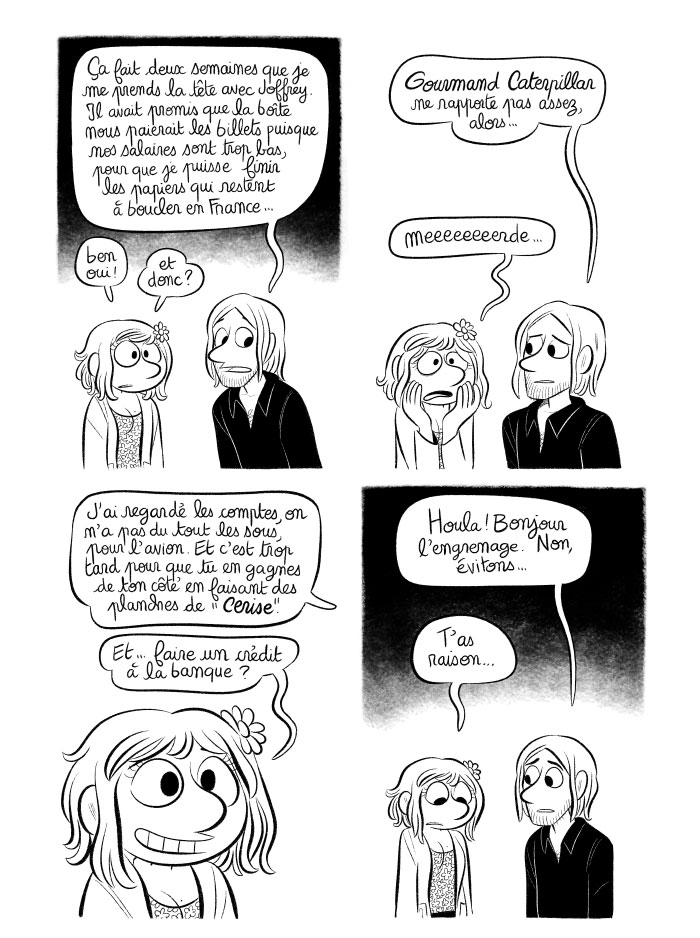 Ça fait deux semaines que je
me prends la tête avec Joffrey.
Il avait promis que la boîte
nous paierait les billets puisque
nos salaires sont trop bas,
pour que je puisse finir
les papiers qui restent
à boucler en France...
ben
oui!
et
donc?
Gourmand Caterpillar
ne rapporte pas assez,
alors...
meeeeeeeerde...
J'ai regardé les comptes, on
n'a pas du tout les sous,
pour l'avion. Et c'est trop
tard pour que tu en gagnes
de ton côté en faisant des
planches de "Cerise".
Et... faire un crédit
à la banque?
Houla! Bonjour
l'engrenage. Non,
évitons...
T'as
raison...